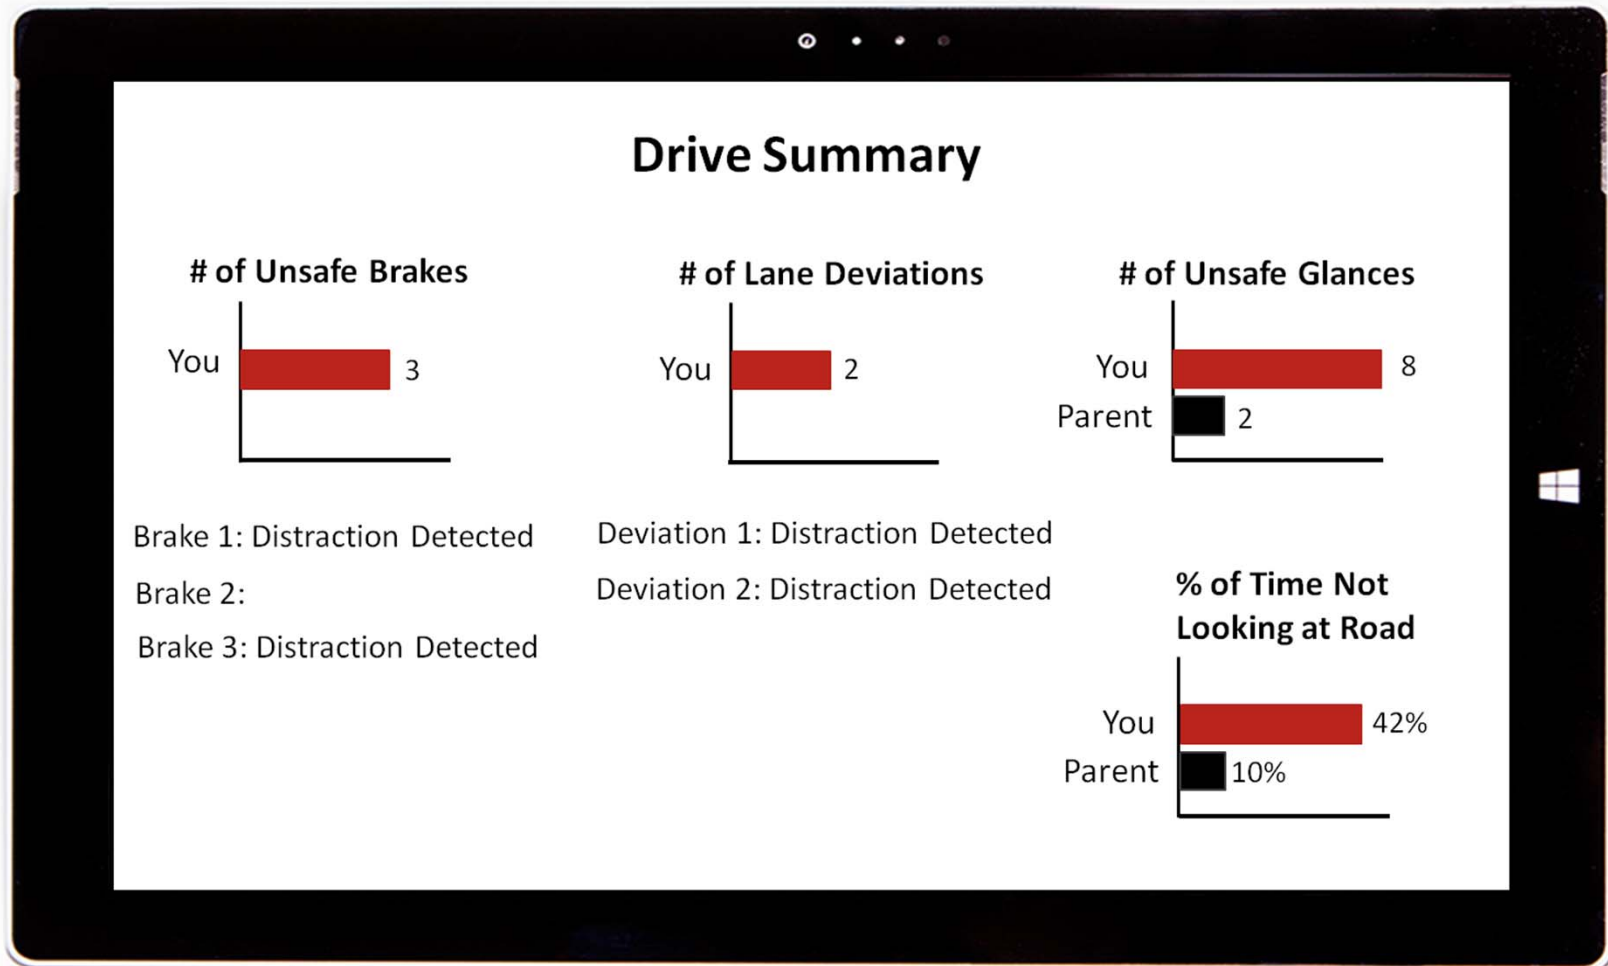 Drive Summary
# of Unsafe Brakes
You 3
Brake 1: Distraction Detected
Brake 2:
Brake 3: Distraction Detected
# of Lane Deviations
You 2
Deviation 1: Distraction Detected
Deviation 2: Distraction Detected
# of Unsafe Glances
You 8
Parent 2
% of Time Not
Looking at Road
You 42%
Parent 10%